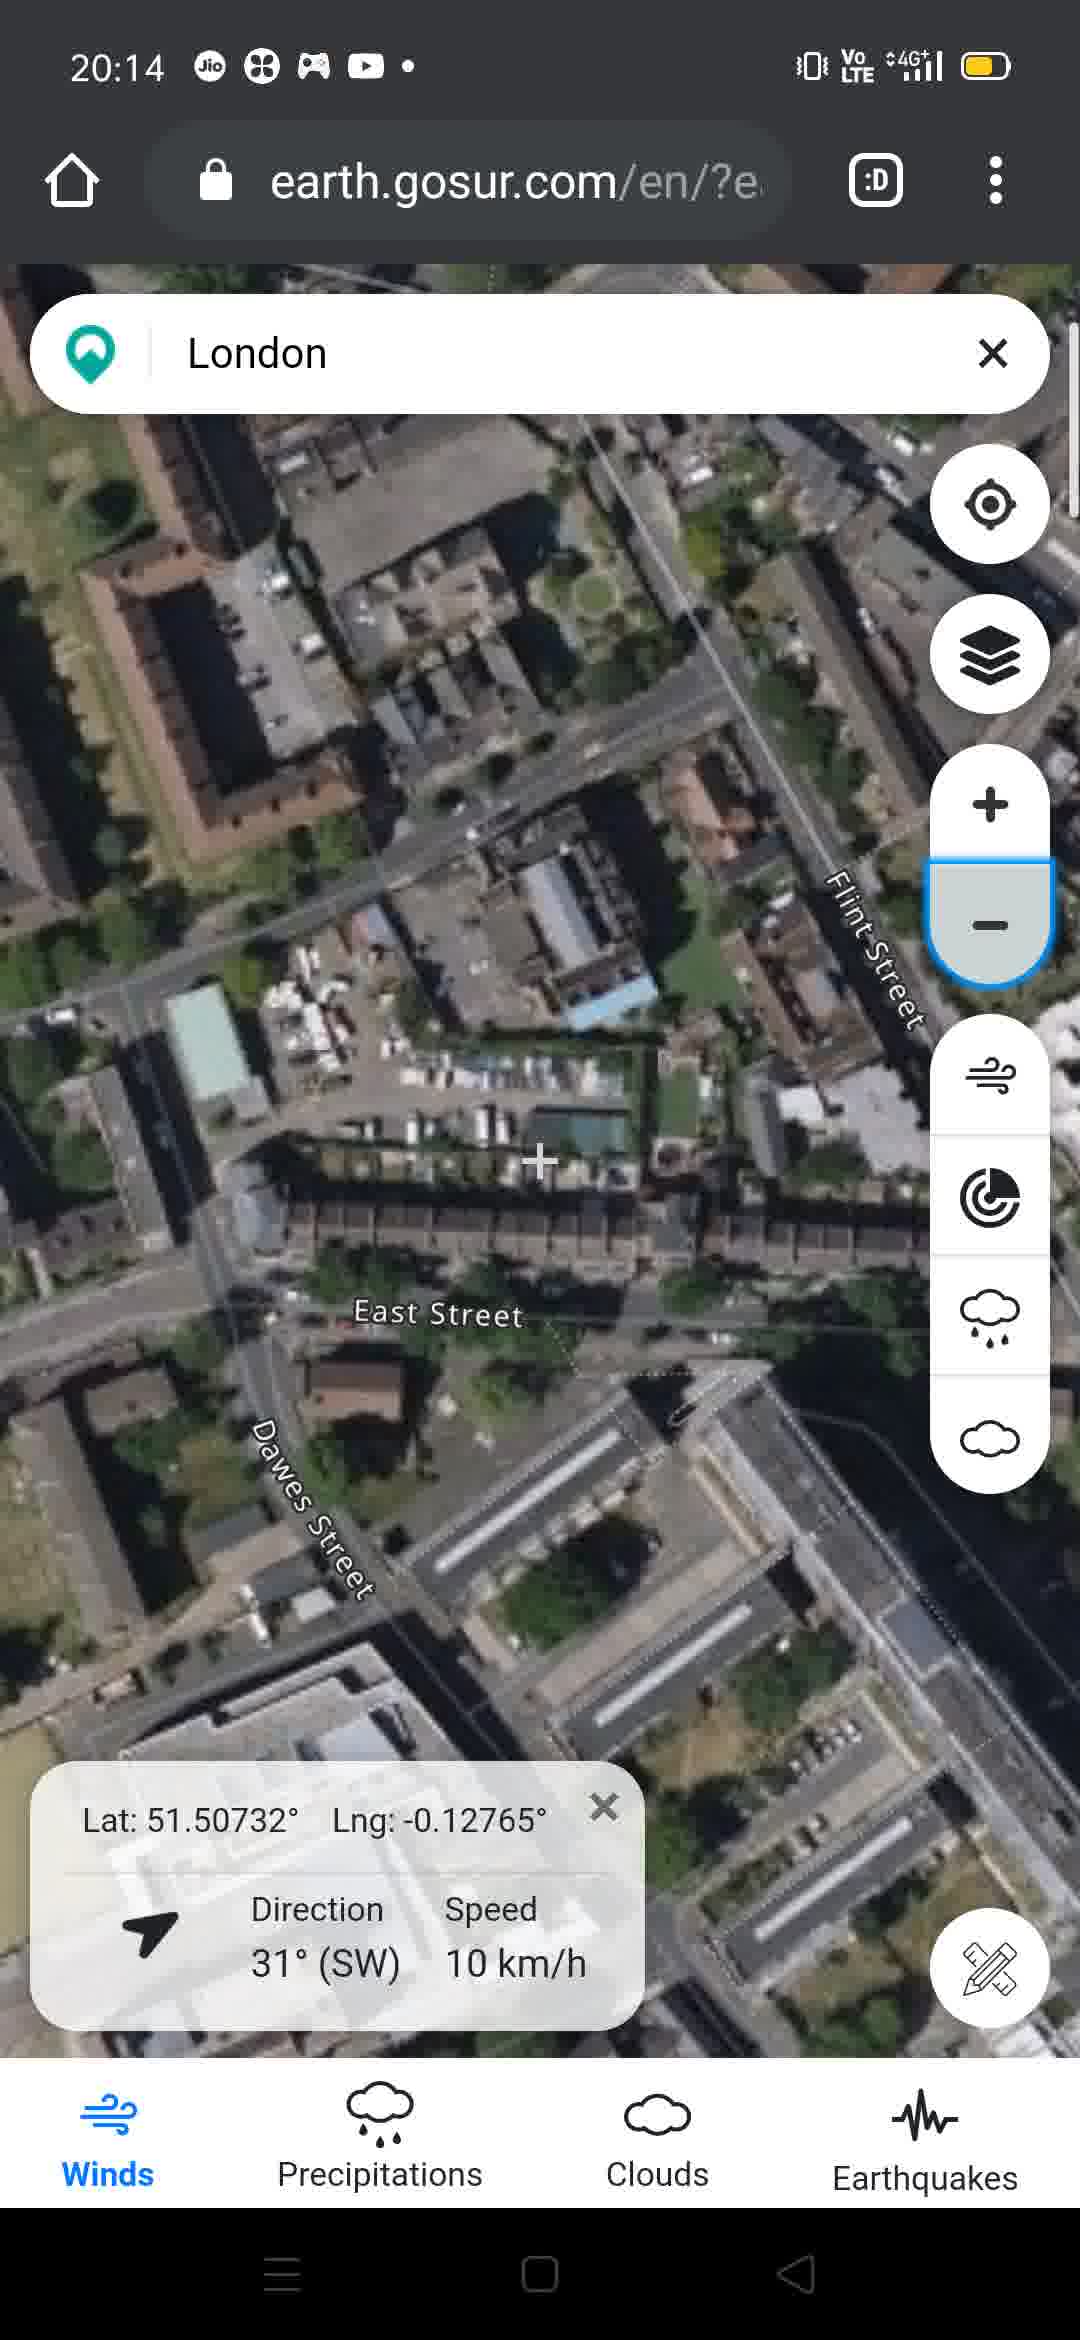 20:14 Jio Vo LTE 4G+
earth.gosur.com/en/?e
:D
London
Flint Street
East Street
Dawes Street
Lat: 51.50732° Lng: -0.12765°
Direction Speed
31° (SW) 10 km/h
Winds Precipitations Clouds Earthquakes